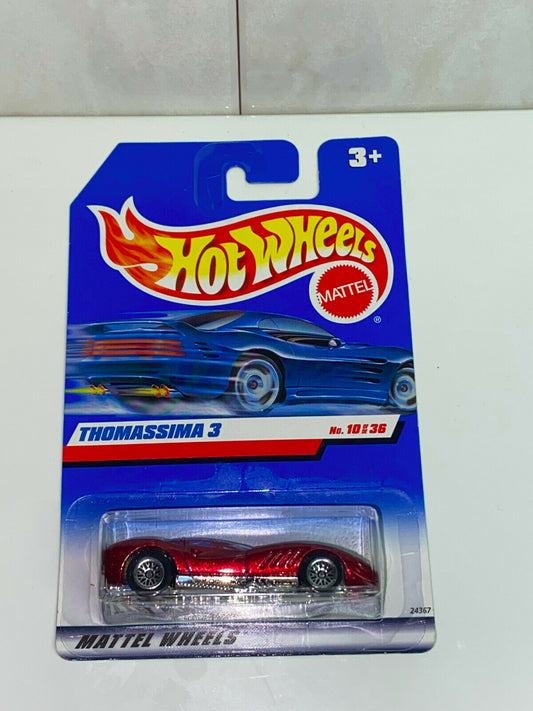 3+
HOT WHEELS
MATTEL
®
THOMASSIMA 3
No. 10 OF 36
24367
MATTEL WHEELS